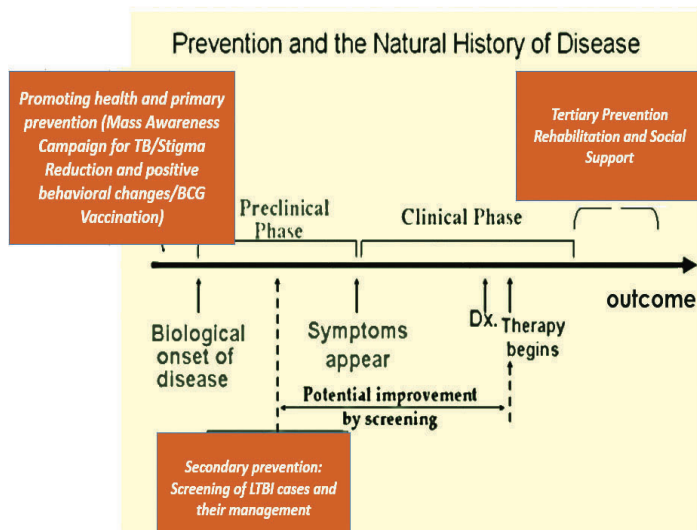 Prevention and the Natural History of Disease
Promoting health and primary
prevention (Mass Awareness
Campaign for TB/Stigma
Reduction and positive
behavioral changes/BCG
Vaccination)
Tertiary Prevention
Rehabilitation and Social
Support
Preclinical
Phase
Clinical Phase
outcome
Biological
onset of
disease
Symptoms
appear
Dx.
Therapy
begins
Potential improvement
by screening
Secondary prevention:
Screening of LTBI cases and
their management